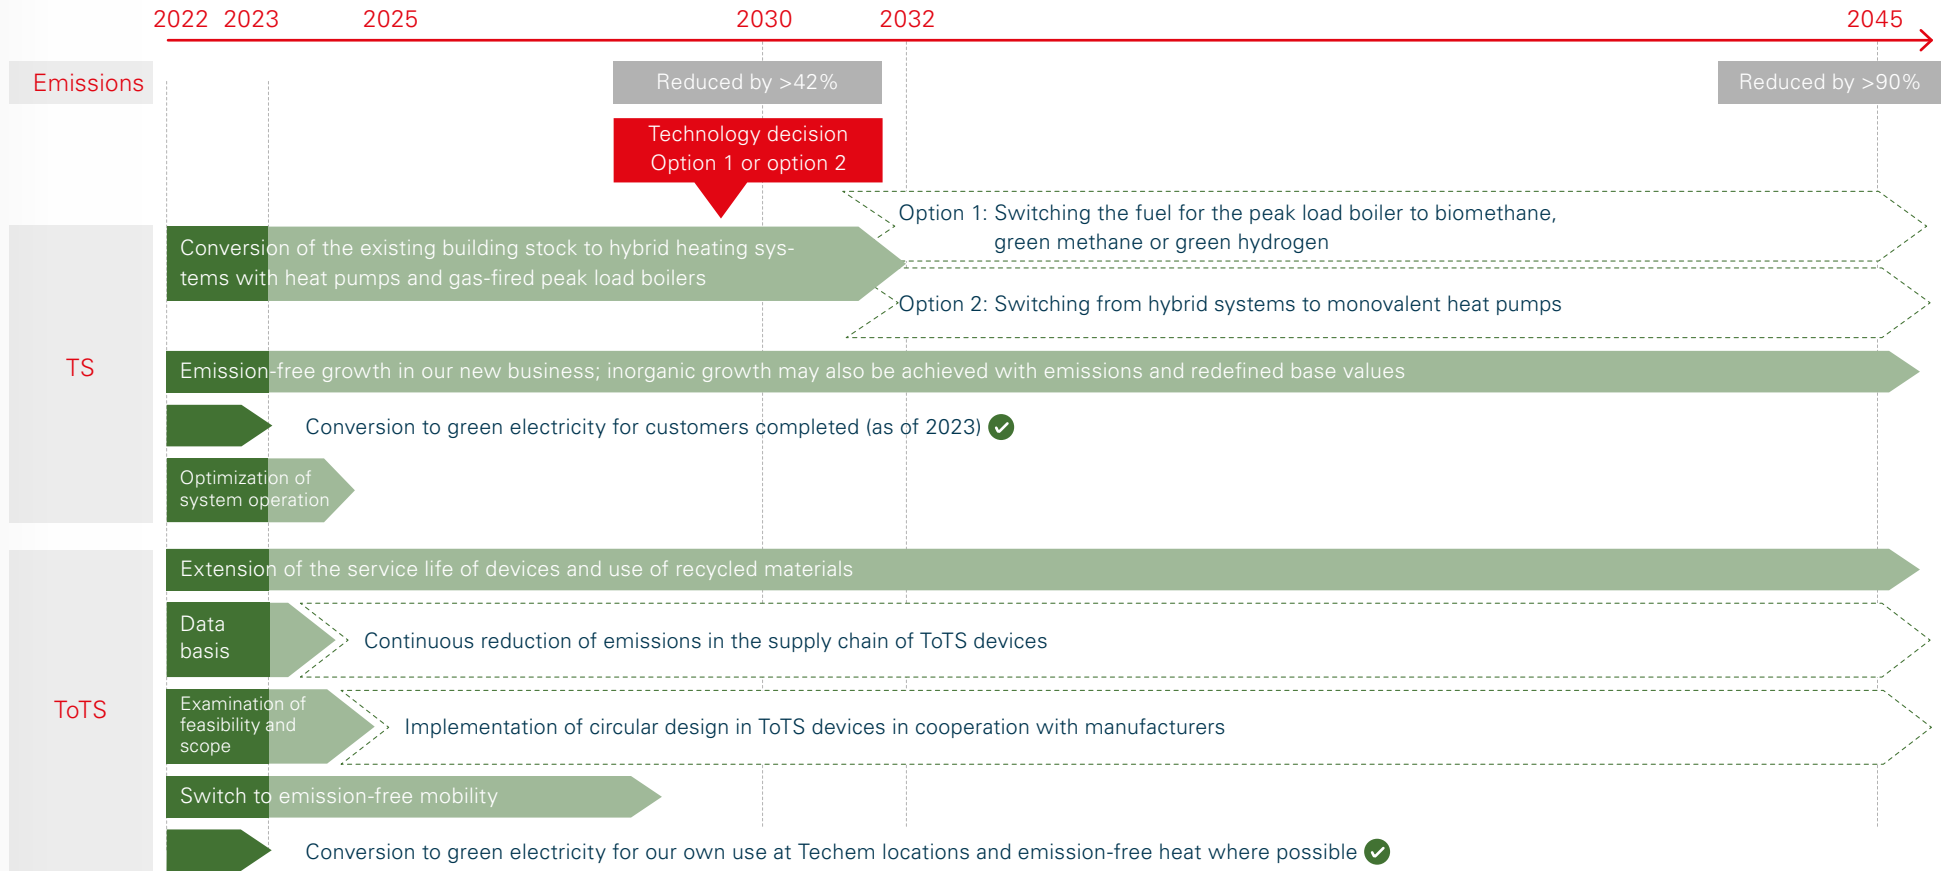 2022 2023 2025 2030 2032 2045
Emissions
Reduced by >42%
Reduced by >90%
Technology decision
Option 1 or option 2
TS
Conversion of the existing building stock to hybrid heating sys-
tems with heat pumps and gas-fired peak load boilers
Option 1: Switching the fuel for the peak load boiler to biomethane,
green methane or green hydrogen
Option 2: Switching from hybrid systems to monovalent heat pumps
Emission-free growth in our new business; inorganic growth may also be achieved with emissions and redefined base values
Conversion to green electricity for customers completed (as of 2023)
Optimization of
system operation
ToTS
Extension of the service life of devices and use of recycled materials
Data
basis
Continuous reduction of emissions in the supply chain of ToTS devices
Examination of
feasibility and
scope
Implementation of circular design in ToTS devices in cooperation with manufacturers
Switch to emission-free mobility
Conversion to green electricity for our own use at Techem locations and emission-free heat where possible